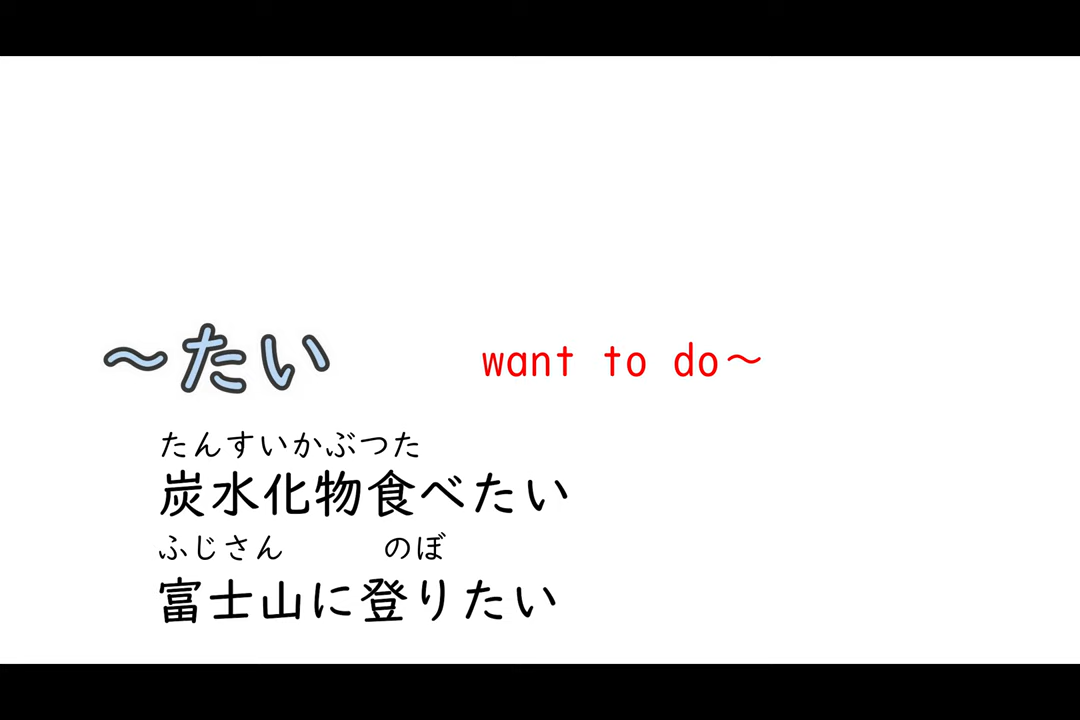 ～たい want to do～
たんすいかぶつた
炭水化物食べたい
ふじさん のぼ
富士山に登りたい